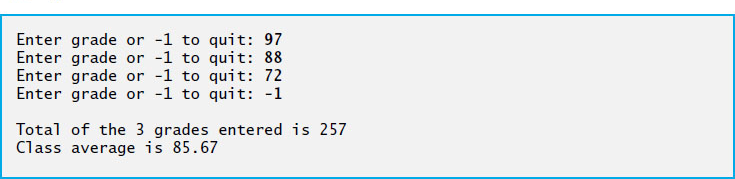 Enter grade or -1 to quit: 97
Enter grade or -1 to quit: 88
Enter grade or -1 to quit: 72
Enter grade or -1 to quit: -1
Total of the 3 grades entered is 257
Class average is 85.67